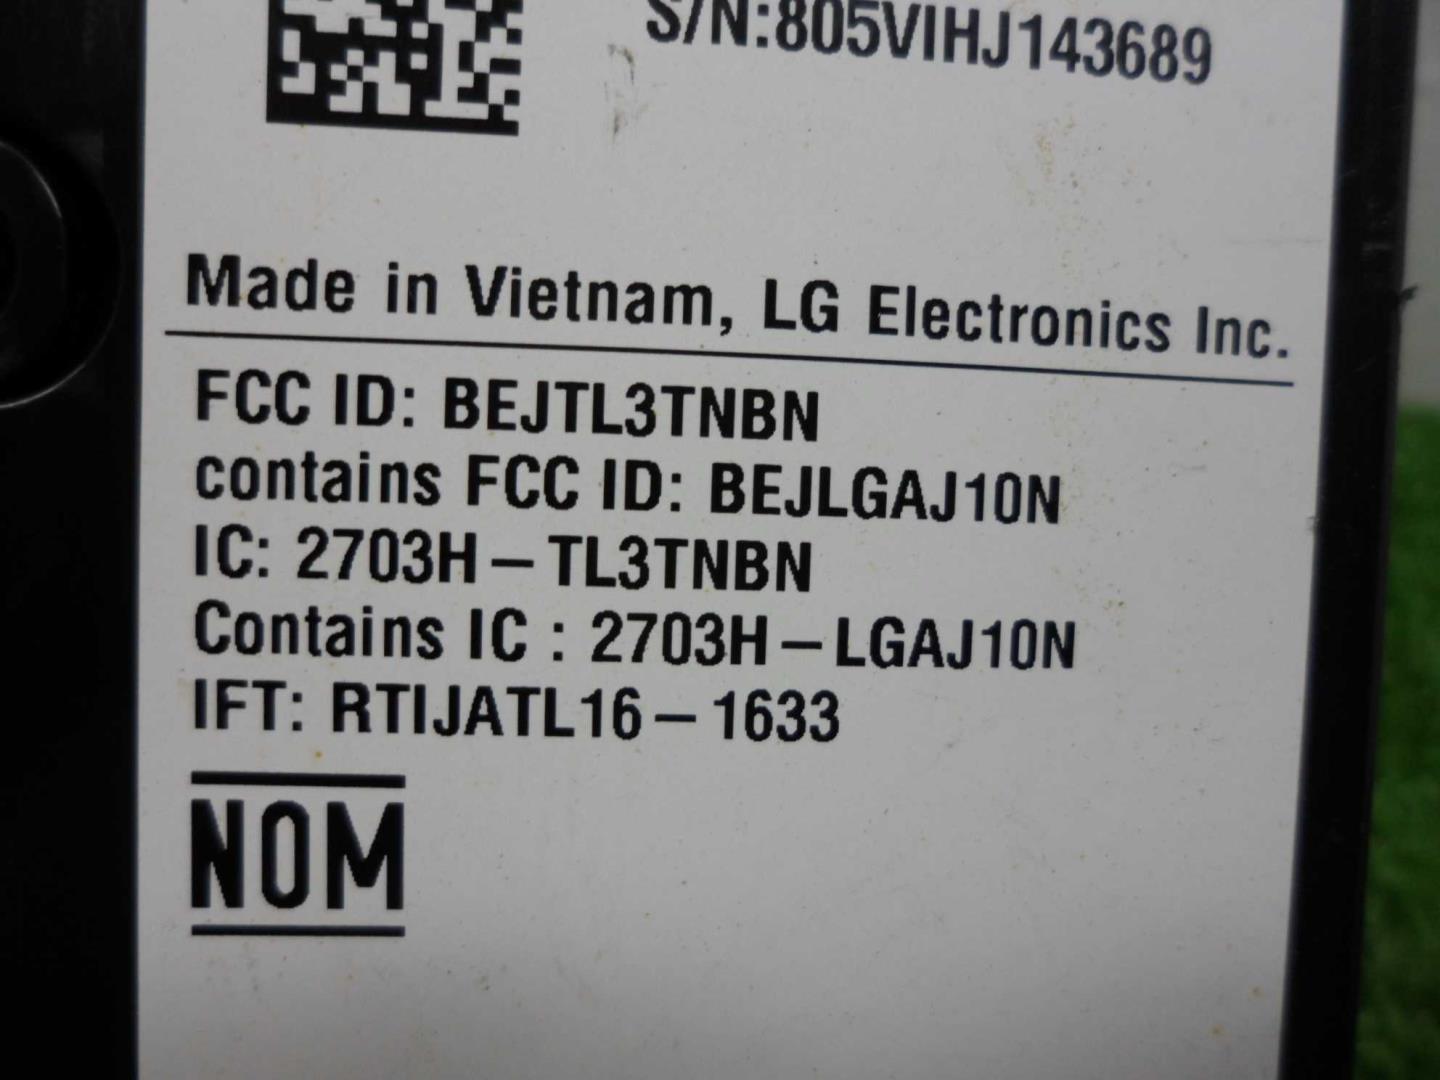 S/N:805VIHJ143689
Made in Vietnam, LG Electronics Inc.
FCC ID: BEJTL3TNBN
contains FCC ID: BEJLGAJ10N
IC: 2703H-TL3TNBN
Contains IC : 2703H-LGAJ10N
IFT: RTIJATL16-1633
NOM